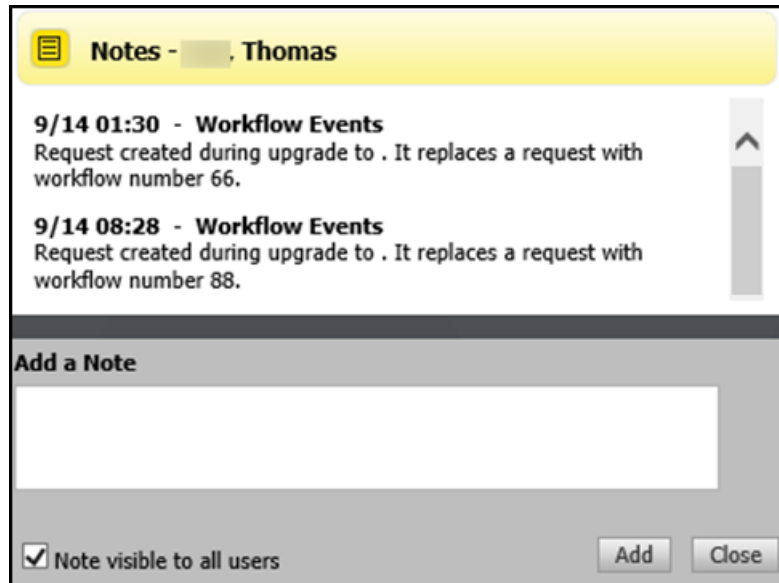 Notes - , Thomas
9/14 01:30 - Workflow Events
Request created during upgrade to . It replaces a request with
workflow number 66.
9/14 08:28 - Workflow Events
Request created during upgrade to . It replaces a request with
workflow number 88.
Add a Note
Note visible to all users
Add Close